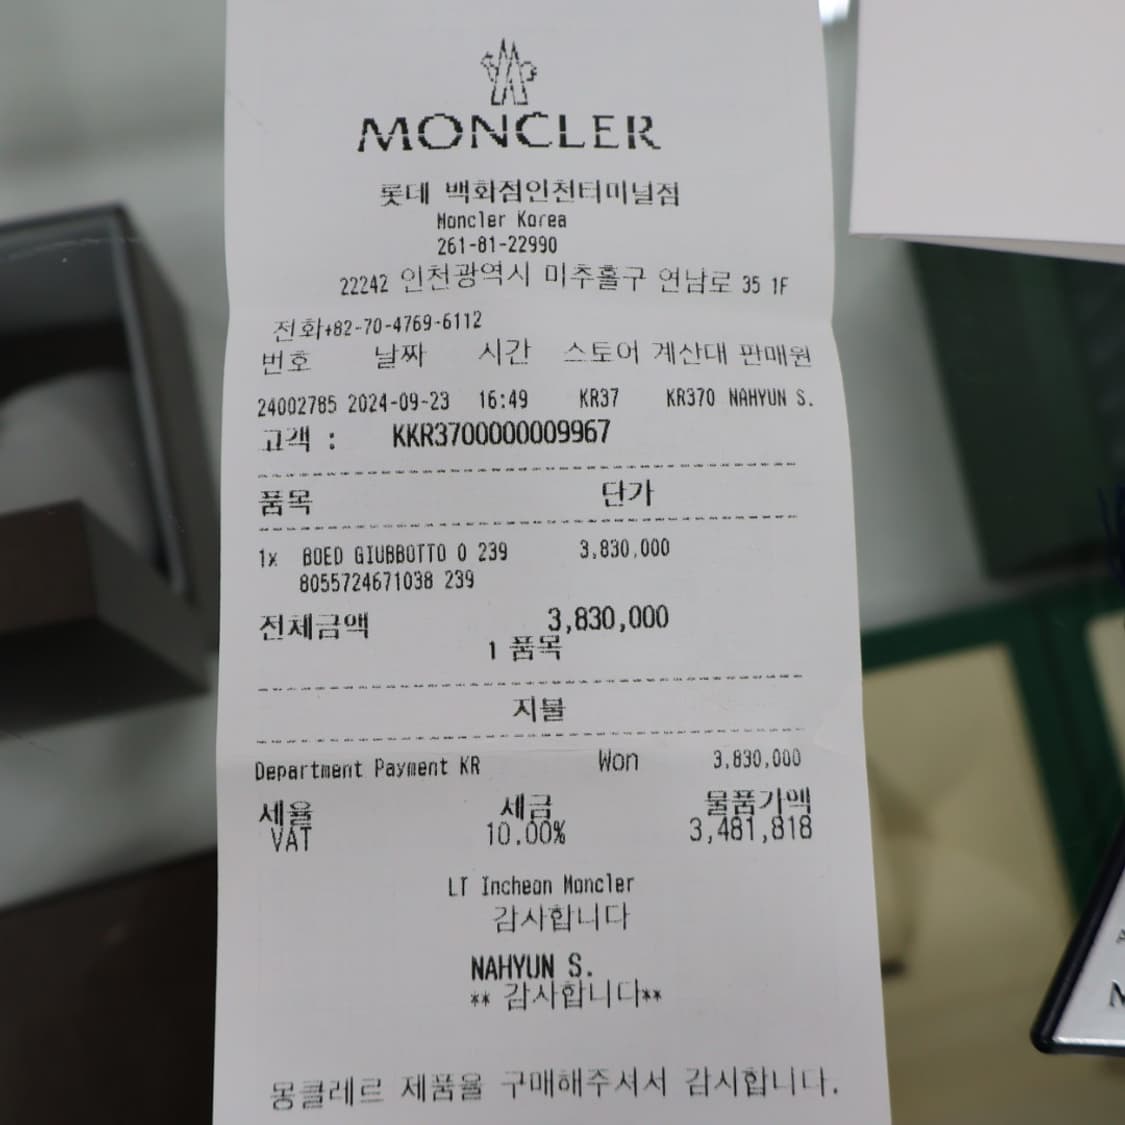 MONCLER
롯데 백화점인천터미널점
Moncler Korea
261-81-22990
22242 인천광역시 미추홀구 연남로 35 1F
전화+82-70-4769-6112
번호 날짜 시간 스토어 계산대 판매원
24002785 2024-09-23 16:49 KR37 KR370 NAHYUN S.
고객 : KKR3700000009967
품목 단가
1x BOED GIUBBOTTO 0 239 3,830,000
8055724671038 239
전체금액 3,830,000
1 품목
지불
Department Payment KR Won 3,830,000
세율 세금 물품가액
VAT 10.00% 3,481,818
LT Incheon Moncler
감사합니다
NAHYUN S.
** 감사합니다**
몽클레르 제품을 구매해주셔서 감시합니다.